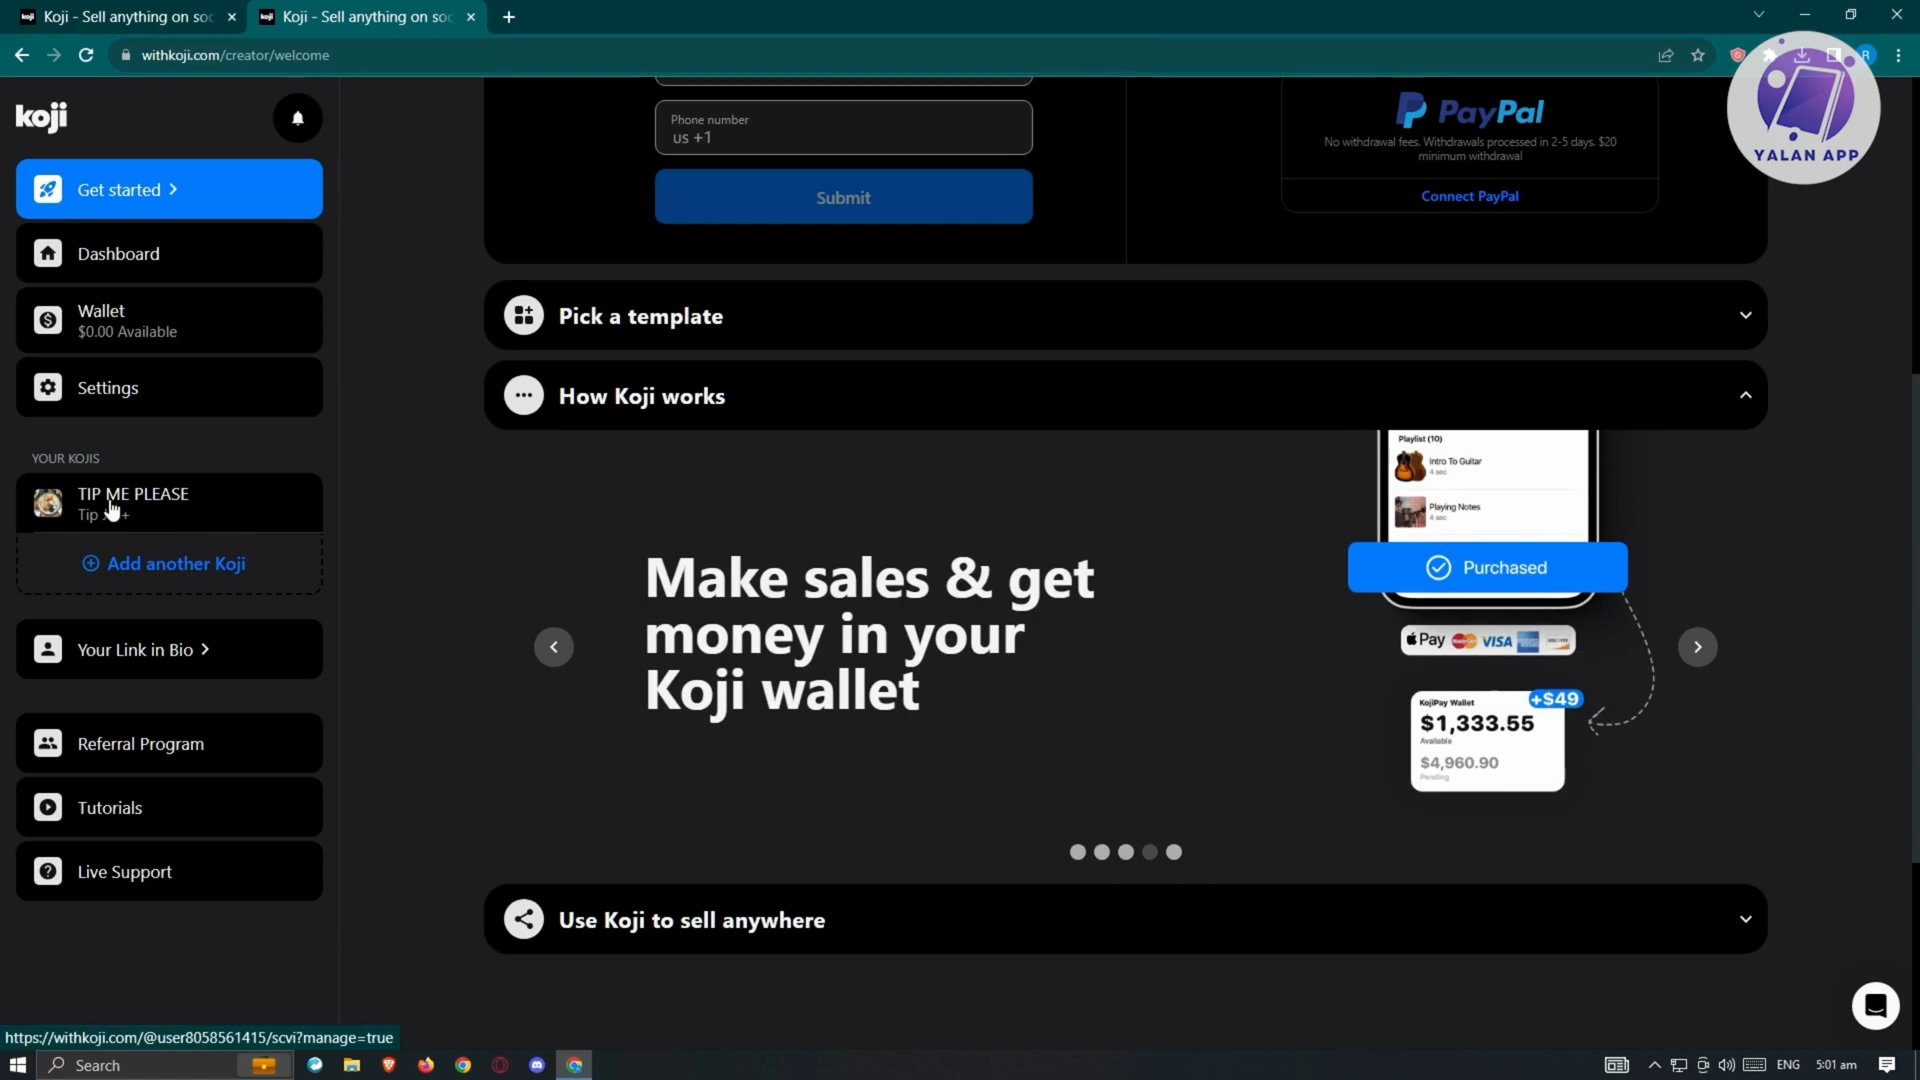 Koji - Sell anything on soc
Koji - Sell anything on soc
withkoji.com/creator/welcome
R
YALAN APP
koji
Get started
Dashboard
Wallet
$0.00 Available
Settings
YOUR KOJIS
TIP ME PLEASE
Tip
Add another Koji
Your Link in Bio
Referral Program
Tutorials
Live Support
Phone number
us +1
Submit
PayPal
No withdrawal fees. Withdrawals processed in 2-5 days. $20
minimum withdrawal
Connect PayPal
Pick a template
How Koji works
Make sales & get
money in your
Koji wallet
Playlist (10)
Intro To Guitar
4 sec
Playing Notes
4 sec
Purchased
Pay VISA
KojiPay Wallet
+$49
$1,333.55
Available
$4,960.90
Pending
Use Koji to sell anywhere
https://withkoji.com/@user8058561415/scvi?manage=true
Search
ENG
5:01 am